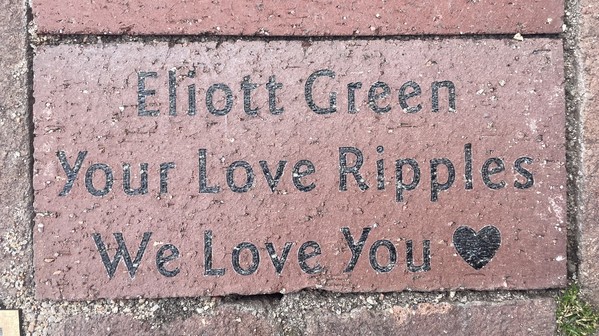 Eliott Green
Your Love Ripples
We Love You ♥